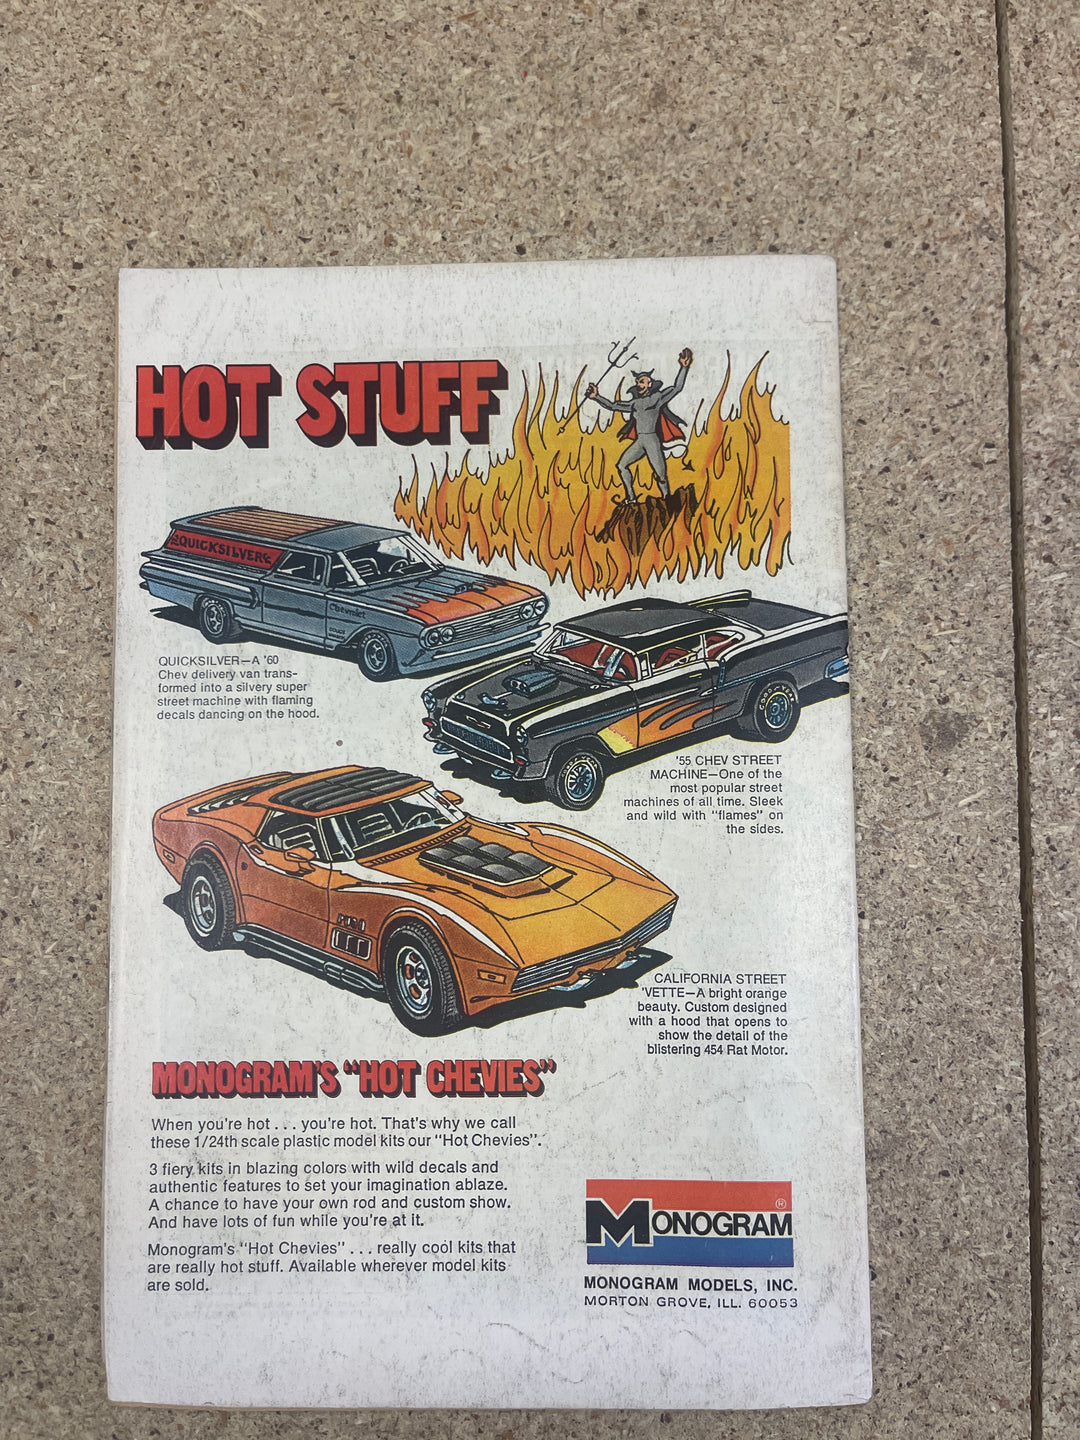 HOT STUFF
QUICKSILVER
Chevrolet
QUICKSILVER—A '60
Chev delivery van trans-
formed into a silvery super
street machine with flaming
decals dancing on the hood.
GOOD YEAR
'55 CHEV STREET
MACHINE—One of the
most popular street
machines of all time. Sleek
and wild with "flames" on
the sides.
CALIFORNIA STREET
'VETTE—A bright orange
beauty. Custom designed
with a hood that opens to
show the detail of the
blistering 454 Rat Motor.
MONOGRAM'S "HOT CHEVIES"
When you're hot . . . you're hot. That's why we call
these 1/24th scale plastic model kits our "Hot Chevies".
3 fiery kits in blazing colors with wild decals and
authentic features to set your imagination ablaze.
A chance to have your own rod and custom show.
And have lots of fun while you're at it.
Monogram's "Hot Chevies" . . . really cool kits that
are really hot stuff. Available wherever model kits
are sold.
MONOGRAM ®
MONOGRAM MODELS, INC.
MORTON GROVE, ILL. 60053